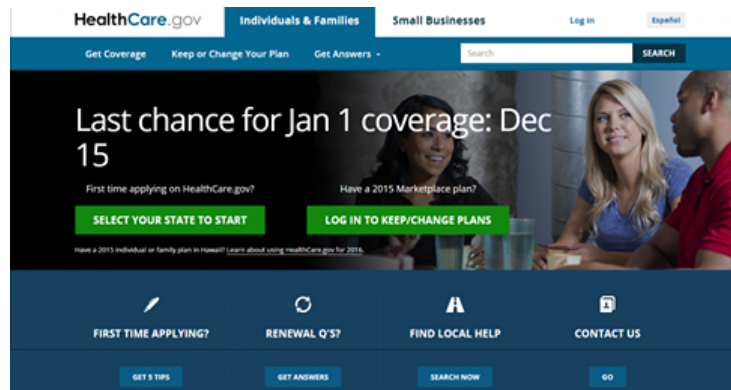 HealthCare.gov Individuals & Families Small Businesses Log in Español
Get Coverage Keep or Change Your Plan Get Answers Search SEARCH
Last chance for Jan 1 coverage: Dec
15
First time applying on HealthCare.gov? Have a 2015 Marketplace plan?
SELECT YOUR STATE TO START LOG IN TO KEEP/CHANGE PLANS
Have a 2015 individual or family plan in Hawaii? Learn about using HealthCare.gov for 2016.
FIRST TIME APPLYING? RENEWAL Q'S? FIND LOCAL HELP CONTACT US
GET 5 TIPS GET ANSWERS SEARCH NOW GO